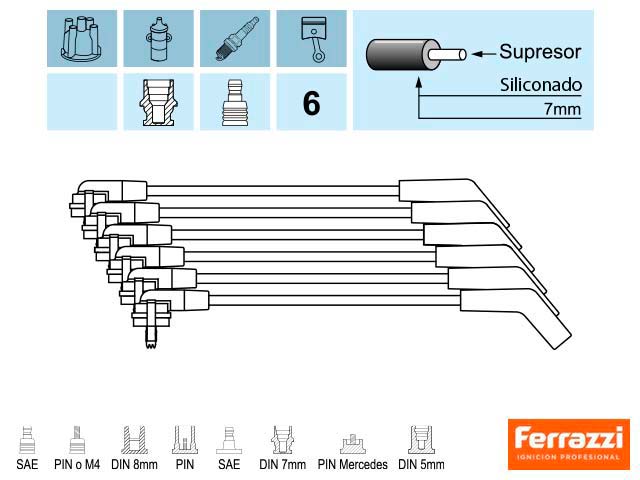 Supresor
Siliconado
6
7mm
SAE PIN o M4 DIN 8mm PIN SAE DIN 7mm PIN Mercedes DIN 5mm
Ferrazzi
IGNICION PROFESIONAL